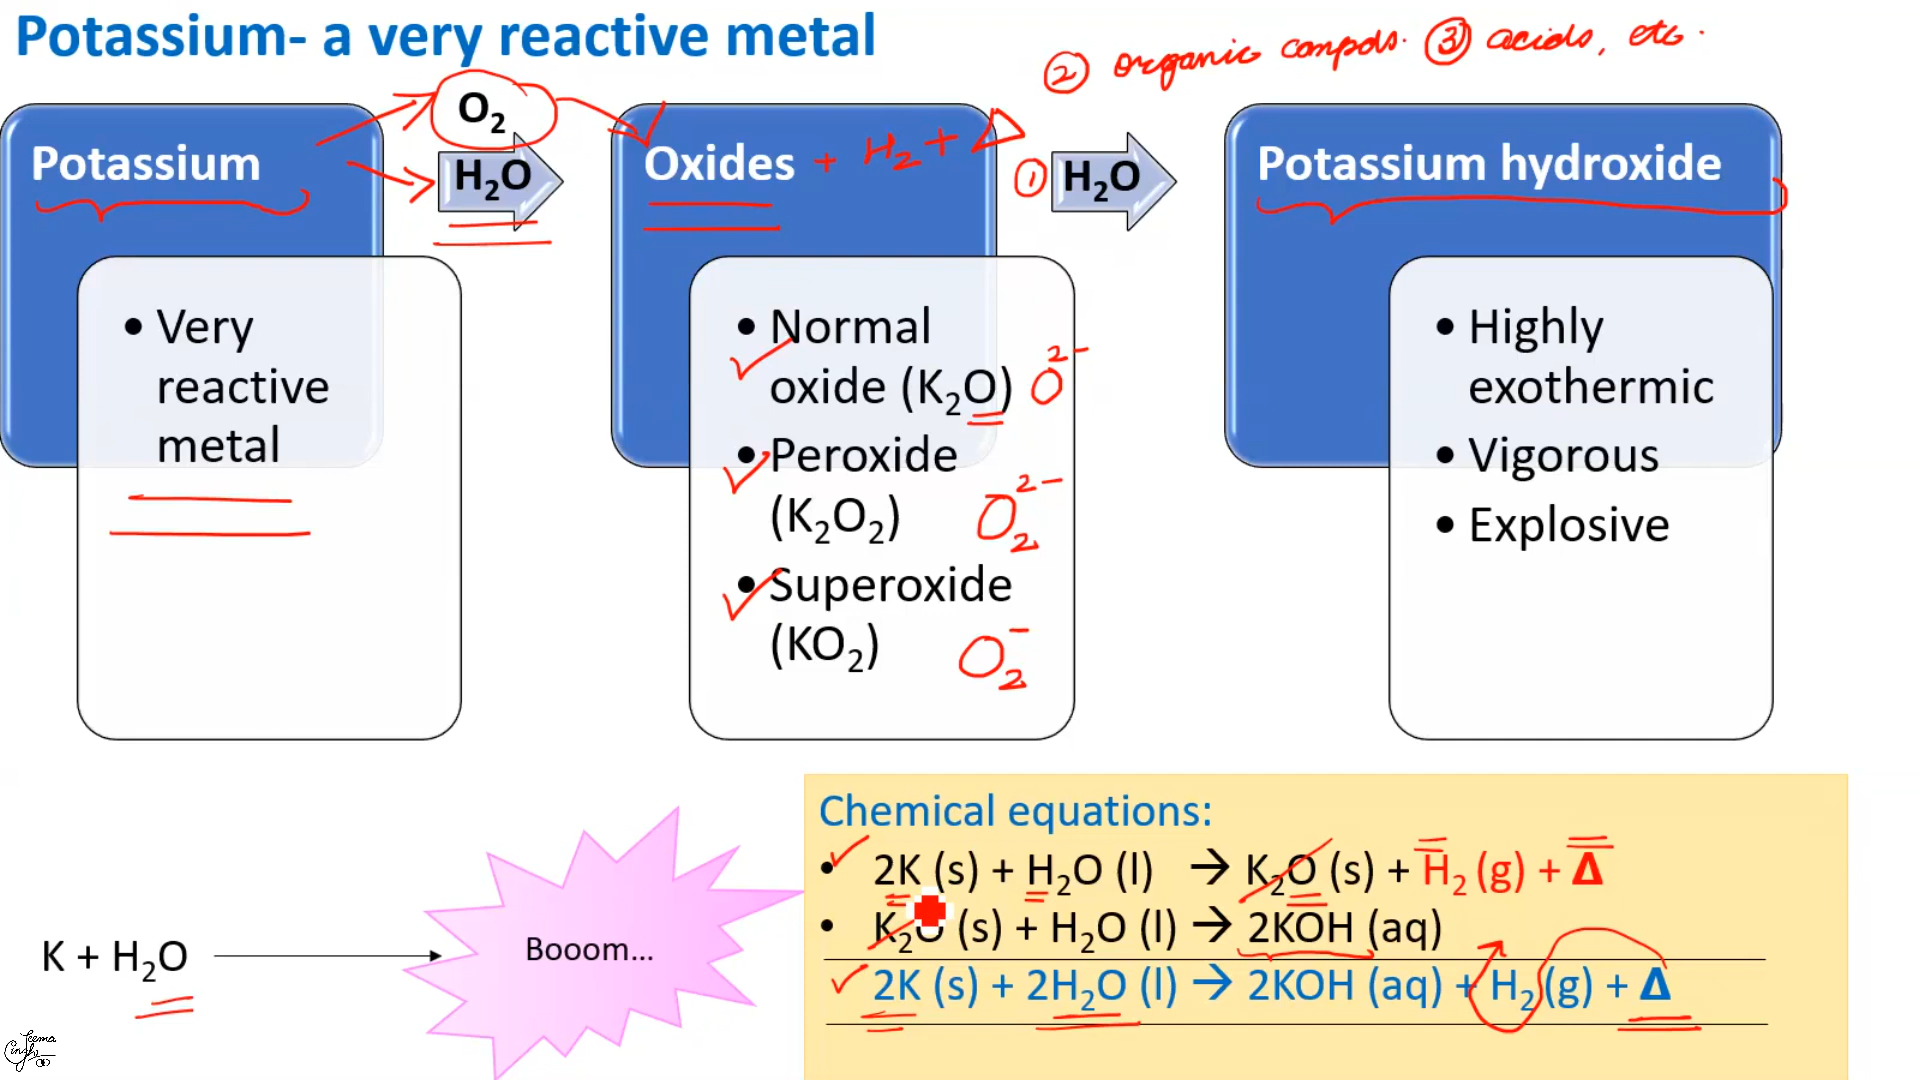 Potassium- a very reactive metal
② organic compds. ③ acids, etc.
Potassium
O₂
H₂O
Oxides + H₂ + Δ
① H₂O
Potassium hydroxide
• Very
reactive
metal
• Normal
oxide (K₂O) O²⁻
• Peroxide
(K₂O₂) O₂²⁻
• Superoxide
(KO₂) O₂⁻
• Highly
exothermic
• Vigorous
• Explosive
K + H₂O
Booom...
Chemical equations:
• 2K (s) + H₂O (l) → K₂O (s) + H₂ (g) + Δ
• K₂O (s) + H₂O (l) → 2KOH (aq)
2K (s) + 2H₂O (l) → 2KOH (aq) + H₂ (g) + Δ